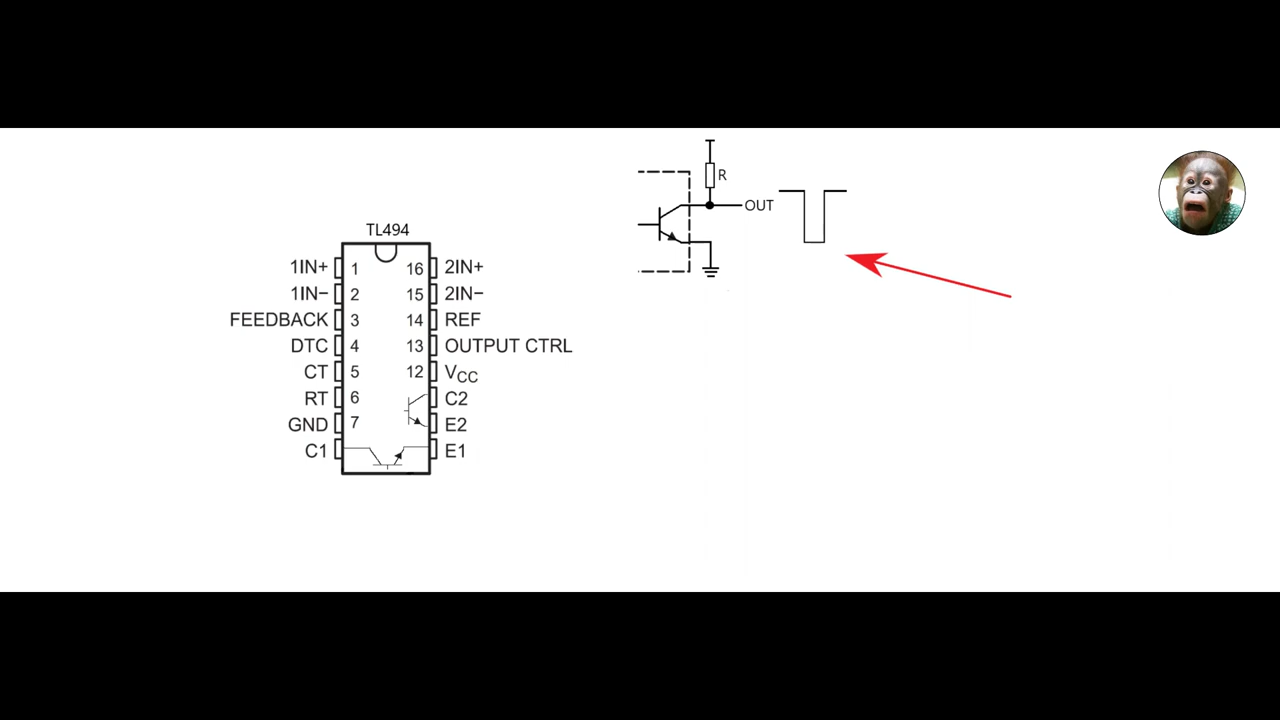 TL494
1IN+ 1 16 2IN+
1IN− 2 15 2IN−
FEEDBACK 3 14 REF
DTC 4 13 OUTPUT CTRL
CT 5 12 VCC
RT 6 C2
GND 7 E2
C1 E1
R
OUT